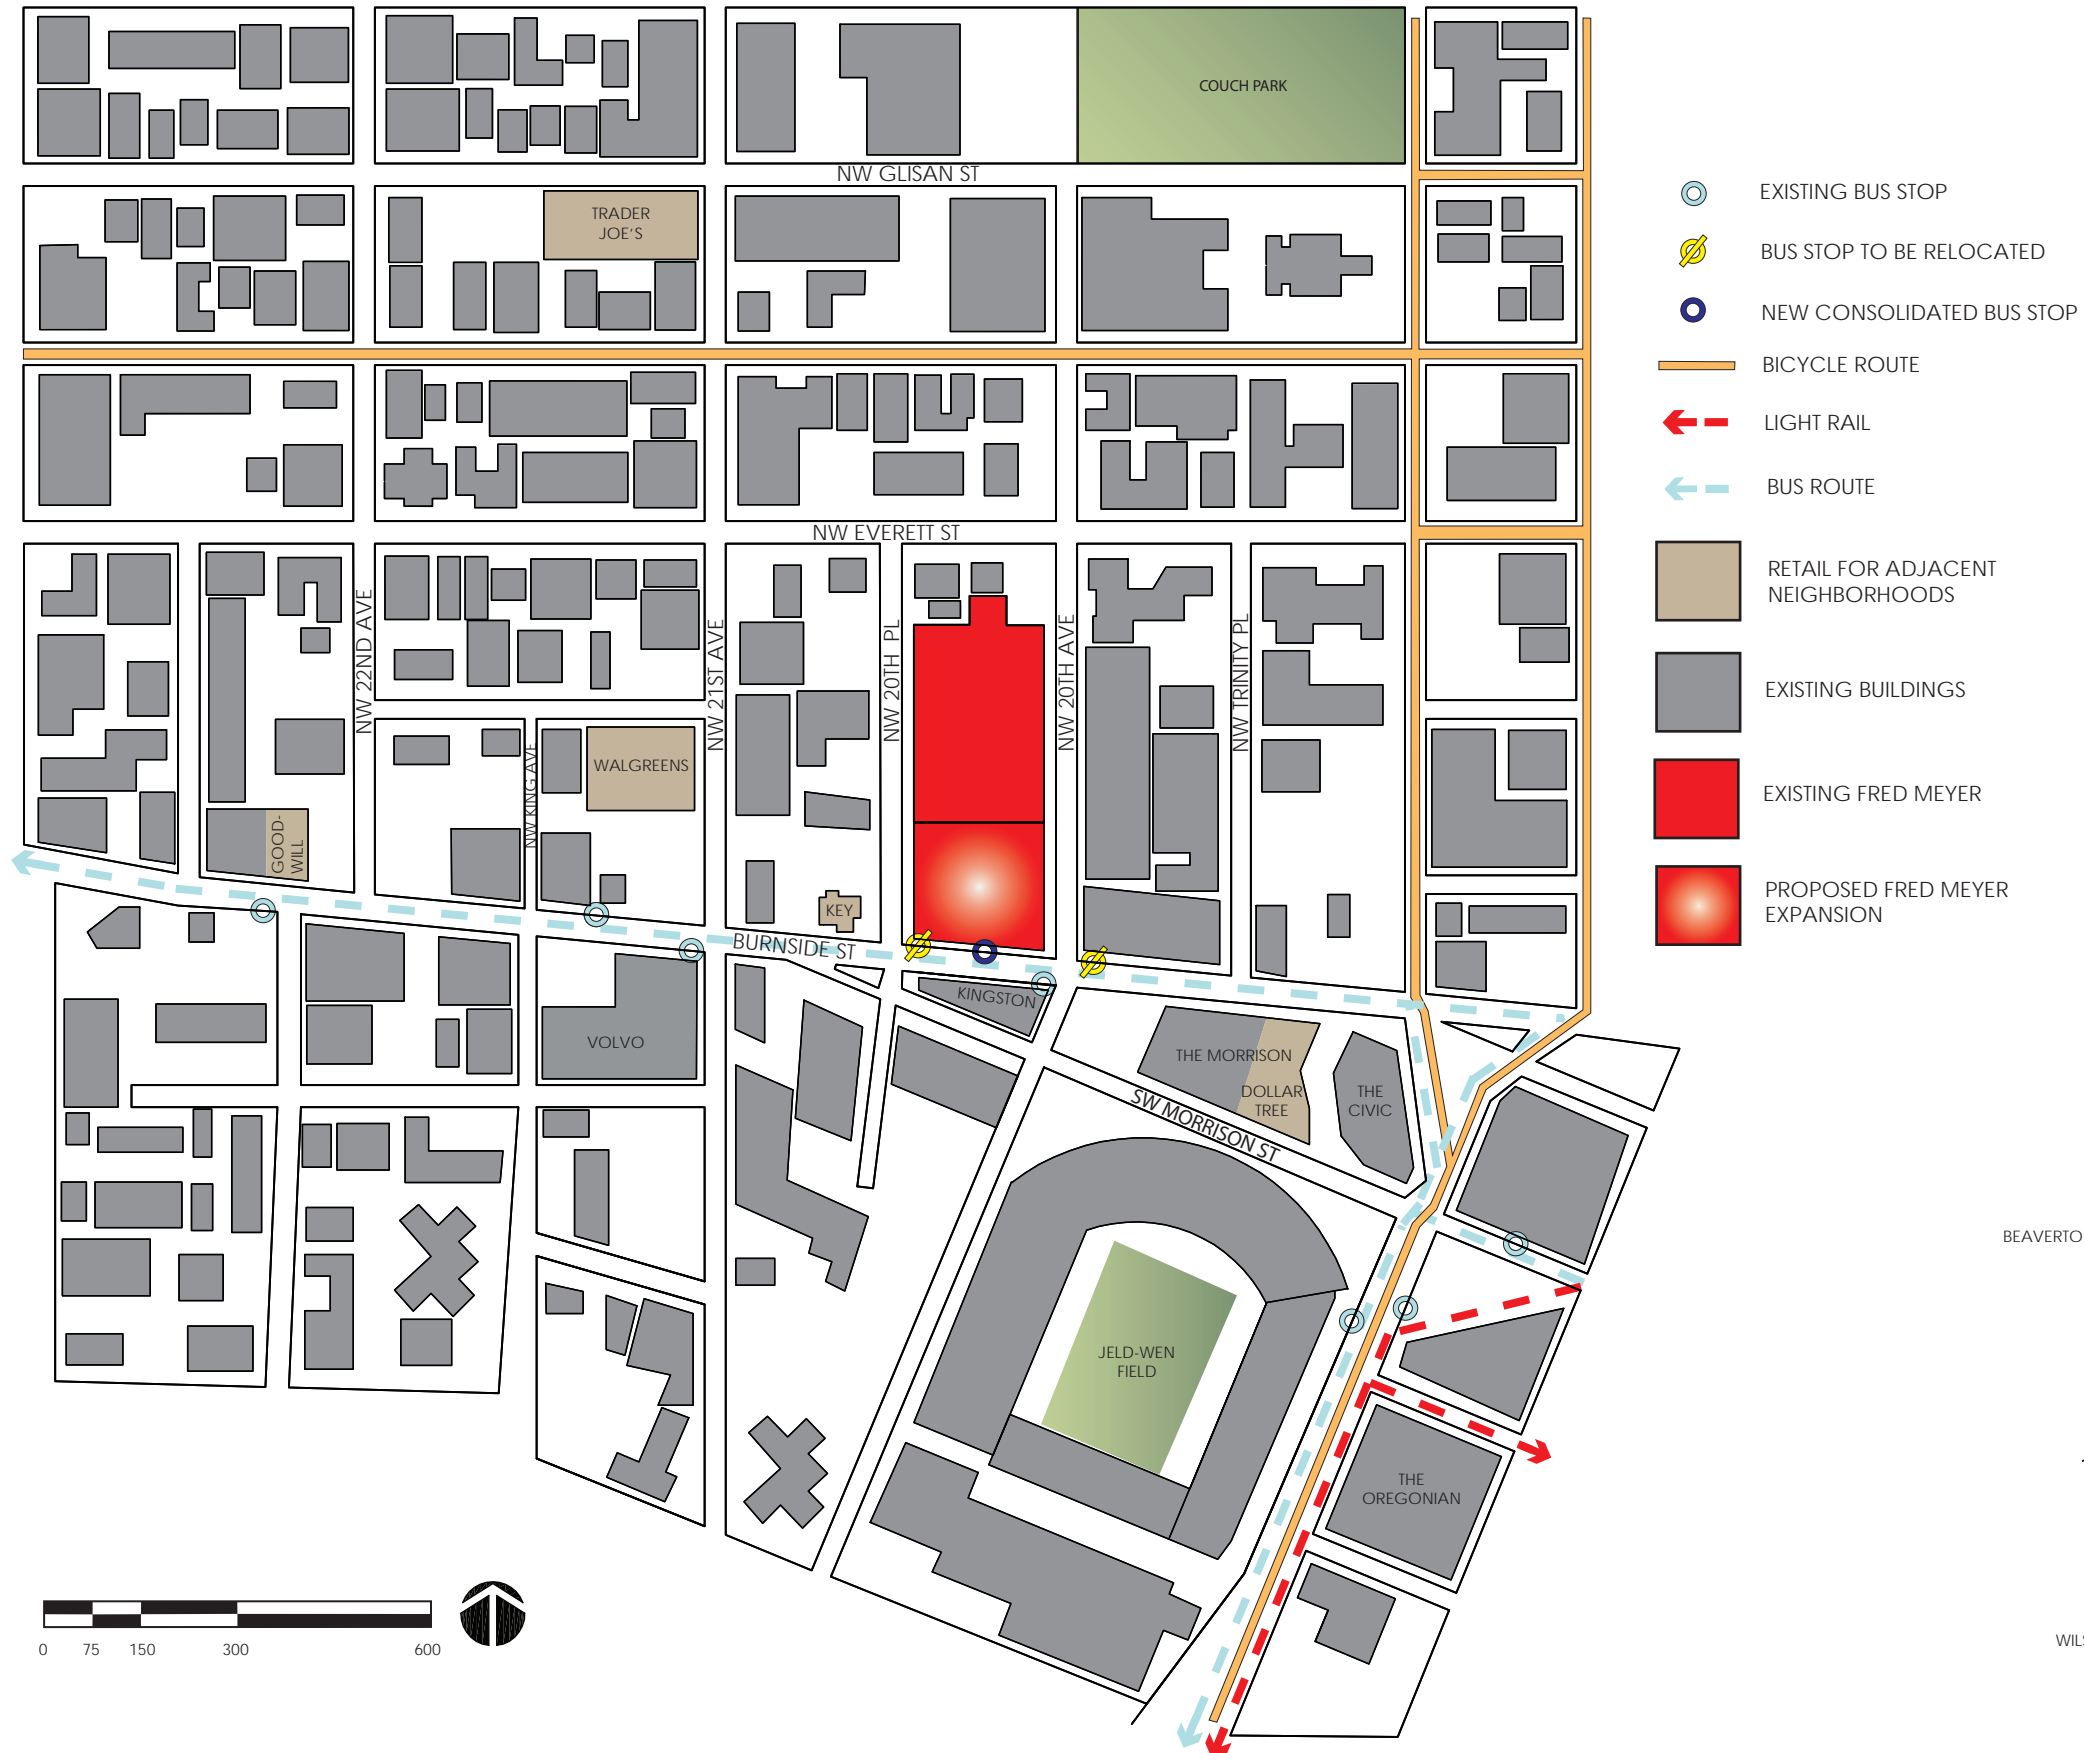 COUCH PARK
NW GLISAN ST
TRADER
JOE'S
NW EVERETT ST
NW 22ND AVE
NW 21ST AVE
NW 20TH PL
NW 20TH AVE
NW TRINITY PL
NW KING AVE
WALGREENS
GOOD-
WILL
KEY
BURNSIDE ST
KINGSTON
VOLVO
THE MORRISON
DOLLAR
TREE
THE
CIVIC
SW MORRISON ST
JELD-WEN
FIELD
THE
OREGONIAN
0 75 150 300 600
EXISTING BUS STOP
BUS STOP TO BE RELOCATED
NEW CONSOLIDATED BUS STOP
BICYCLE ROUTE
LIGHT RAIL
BUS ROUTE
RETAIL FOR ADJACENT
NEIGHBORHOODS
EXISTING BUILDINGS
EXISTING FRED MEYER
PROPOSED FRED MEYER
EXPANSION
BEAVERTO